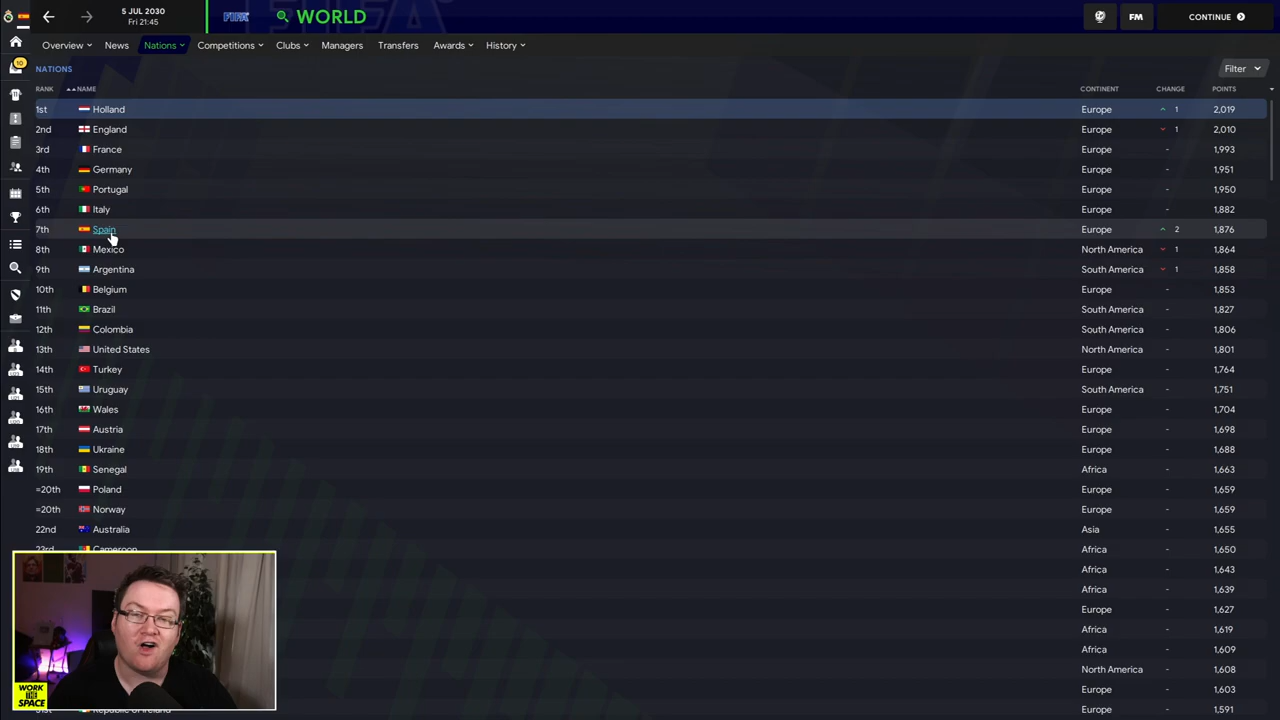 5 JUL 2030
Fri 21:45
FIFA
WORLD
FM
CONTINUE
10
Overview
News
Nations
Competitions
Clubs
Managers
Transfers
Awards
History
NATIONS
Filter
RANK NAME CONTINENT CHANGE POINTS
1st Holland Europe 1 2,019
2nd England Europe 1 2,010
3rd France Europe - 1,993
4th Germany Europe - 1,951
5th Portugal Europe - 1,950
6th Italy Europe - 1,882
7th Spain Europe 2 1,876
8th Mexico North America 1 1,864
9th Argentina South America 1 1,858
10th Belgium Europe - 1,853
11th Brazil South America - 1,827
12th Colombia South America - 1,806
13th United States North America - 1,801
14th Turkey Europe - 1,764
15th Uruguay South America - 1,751
16th Wales Europe - 1,704
17th Austria Europe - 1,698
18th Ukraine Europe - 1,688
19th Senegal Africa - 1,663
=20th Poland Europe - 1,659
=20th Norway Europe - 1,659
22nd Australia Asia - 1,655
23rd Cameroon Africa - 1,650
Africa - 1,643
Africa - 1,639
Europe - 1,627
Africa - 1,619
Africa - 1,609
North America - 1,608
Europe - 1,603
31st Republic of Ireland Europe - 1,591
WORK
THE
SPACE